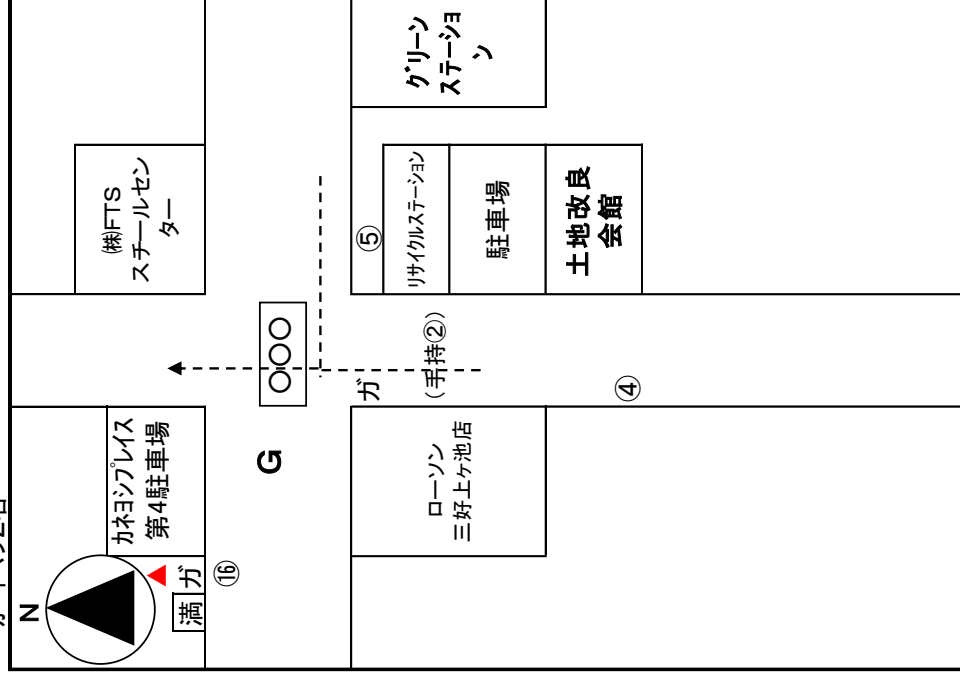 グリーン
ステーショ
ン
㈱FTS
スチールセン
ター
リサイクルステーション
駐車場
土地改良
会館
⑤
〇〇〇
(手持②)
ガ
④
カネヨシプレイス
第4駐車場
G
ローソン
三好上ヶ池店
N
ガ
満
⑯